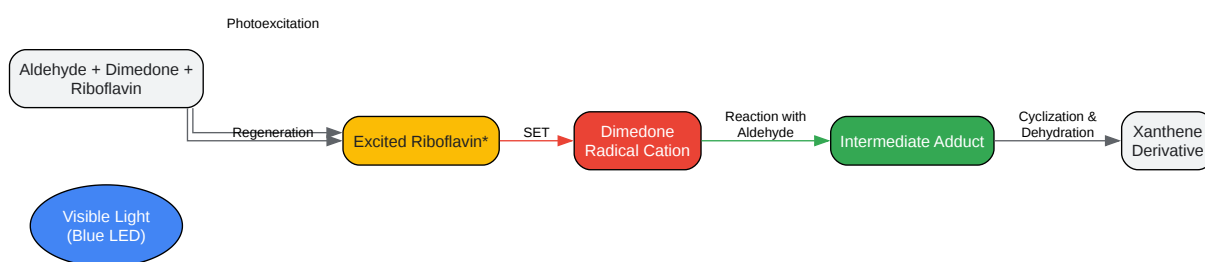 Photoexcitation
Aldehyde + Dimedone +
Riboflavin
Regeneration
Excited Riboflavin*
SET
Dimedone
Radical Cation
Reaction with
Aldehyde
Intermediate Adduct
Cyclization &
Dehydration
Xanthene
Derivative
Visible Light
(Blue LED)